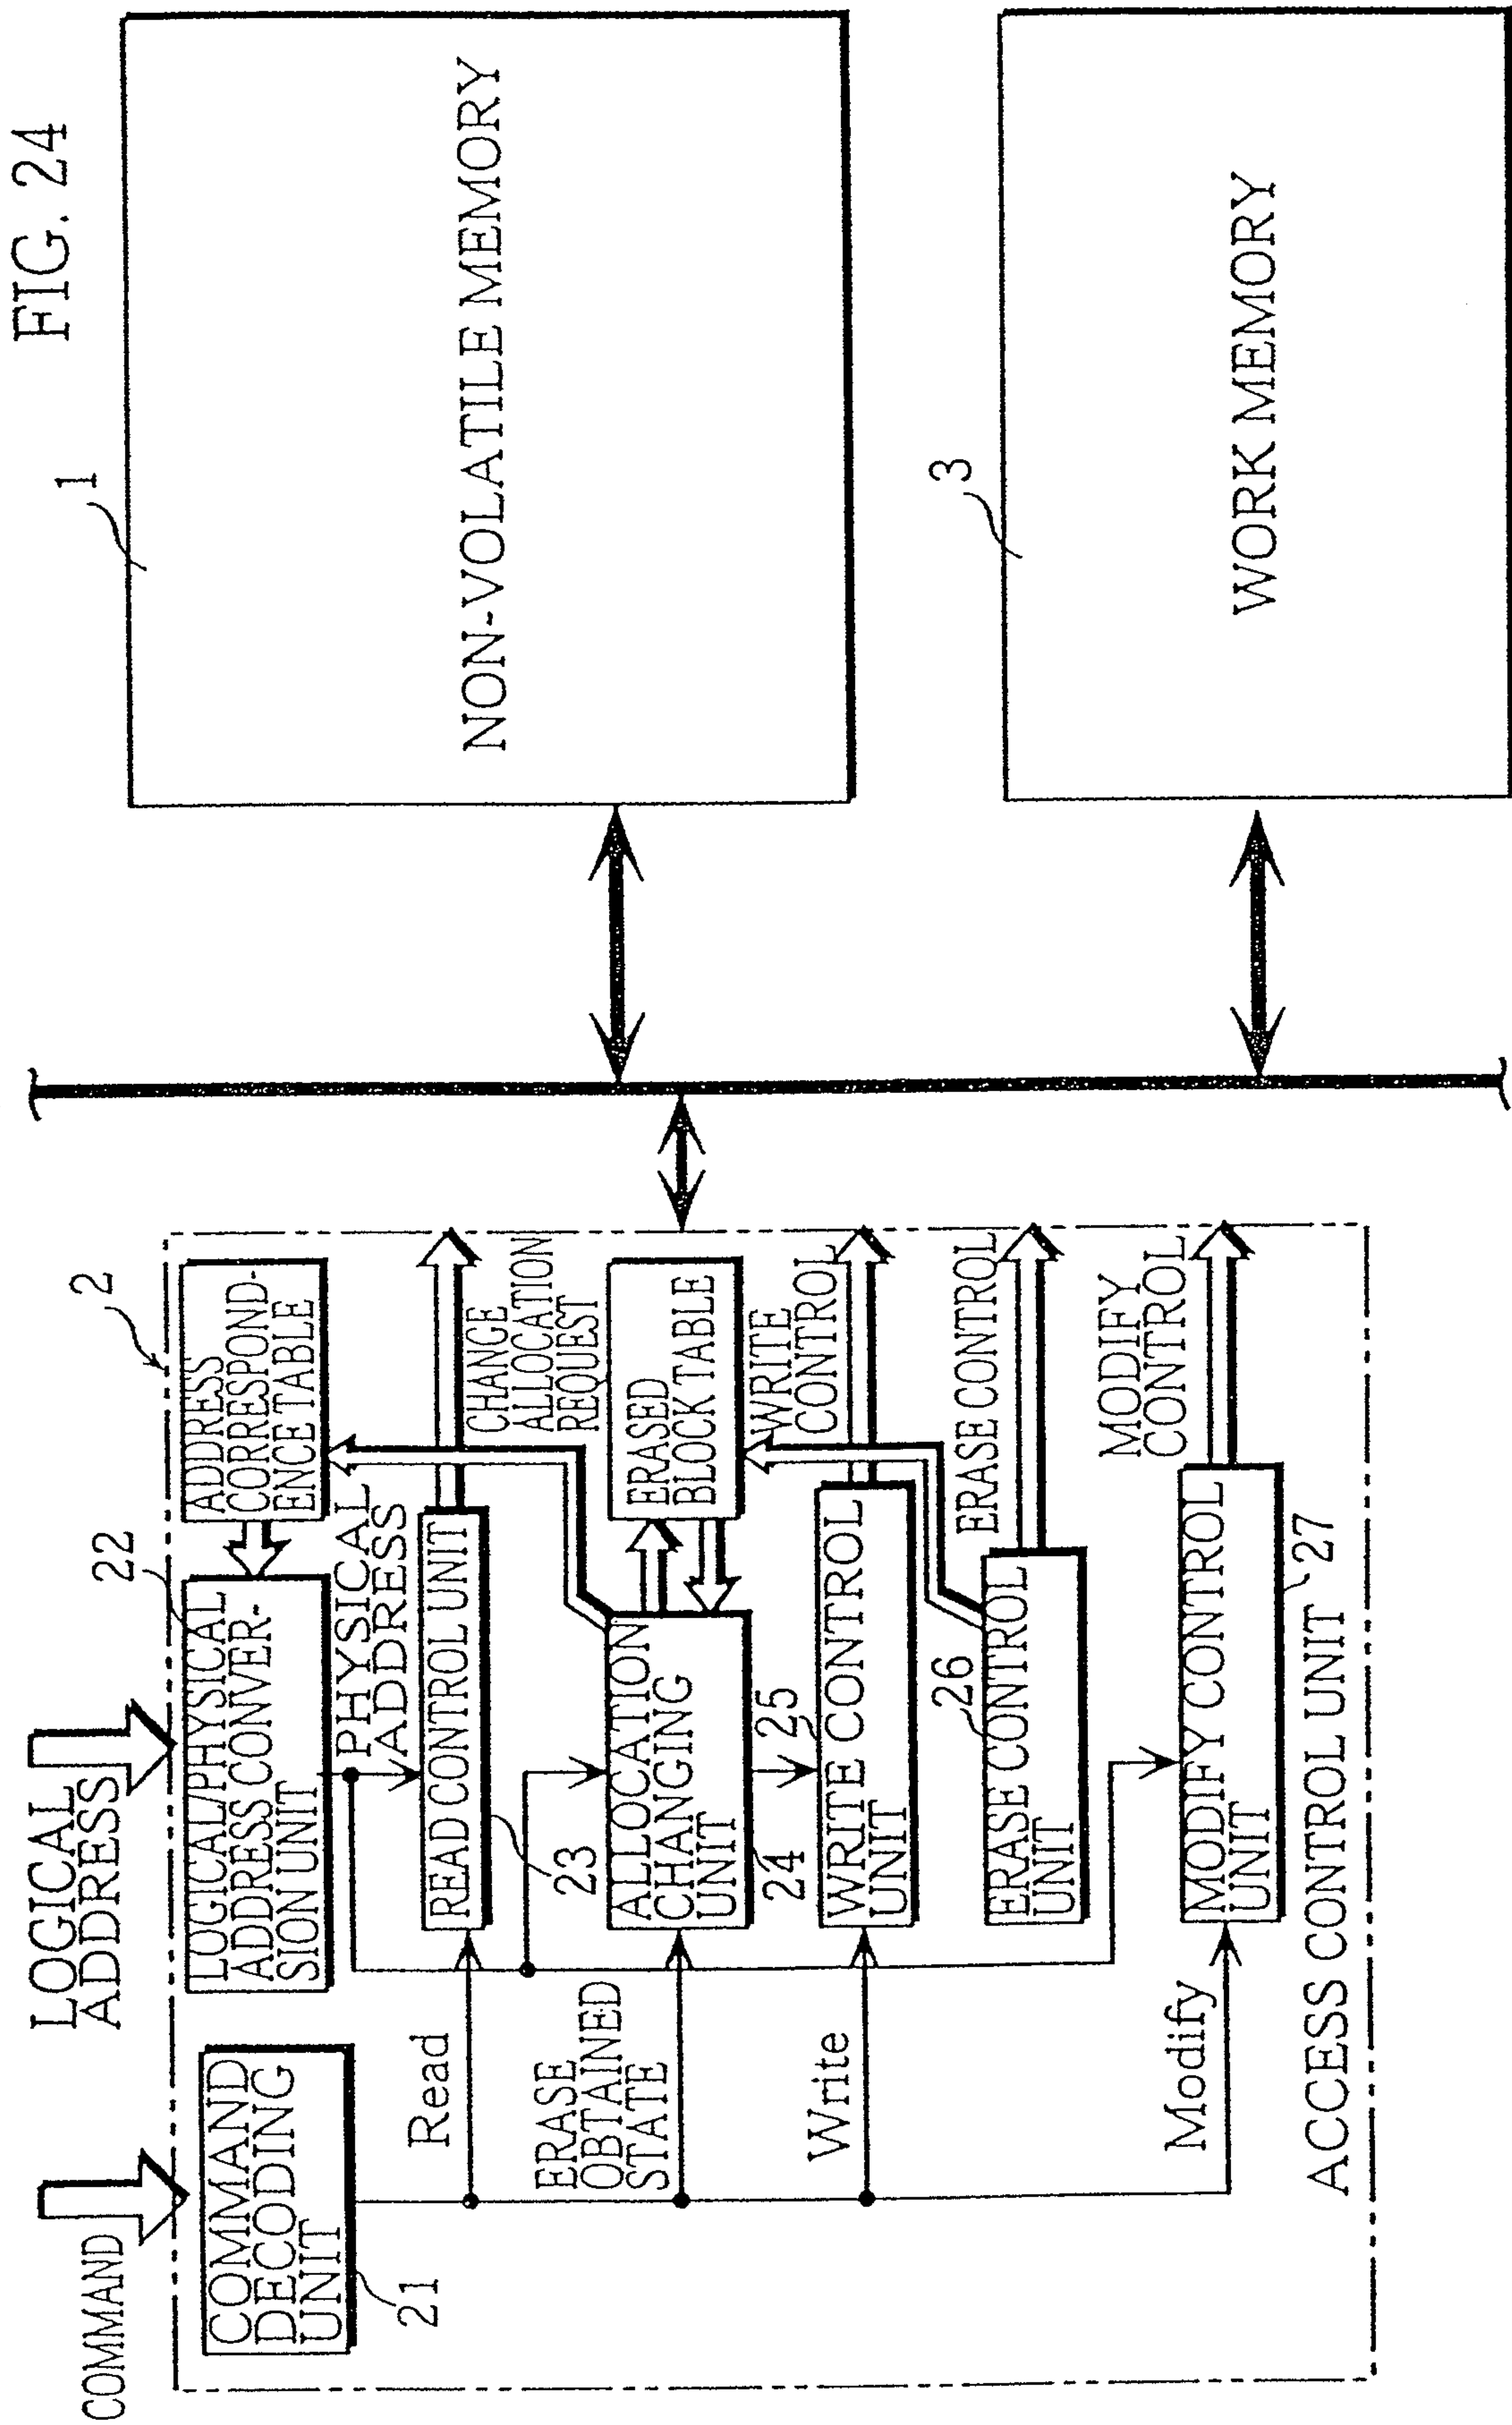 FIG. 24
COMMAND
LOGICAL
ADDRESS
2
COMMAND
DECODING
UNIT
21
22
LOGICAL/PHYSICAL
ADDRESS CONVER-
SION UNIT
ADDRESS
CORRESPOND-
ENCE TABLE
PHYSICAL
ADDRESS
Read
READ CONTROL UNIT
23
CHANGE
ALLOCATION
REQUEST
ERASE
OBTAINED
STATE
ALLOCATION
CHANGING
UNIT
24
ERASED
BLOCK TABLE
Write
25
WRITE CONTROL
UNIT
WRITE
CONTROL
26
ERASE CONTROL
UNIT
ERASE CONTROL
Modify
MODIFY CONTROL
UNIT
27
MODIFY
CONTROL
ACCESS CONTROL UNIT
1
NON-VOLATILE MEMORY
3
WORK MEMORY